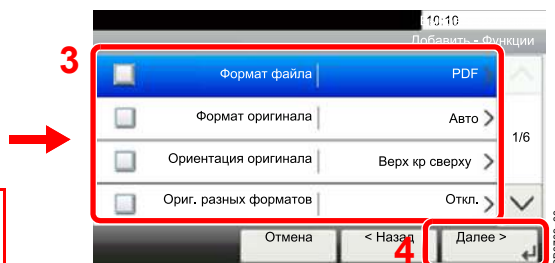 10:10
Добавить - Функции
3
Формат файла PDF
Формат оригинала Авто
1/6
Ориентация оригинала Верх кр сверху
Ориг. разных форматов Откл.
Отмена < Назад Далее >
4